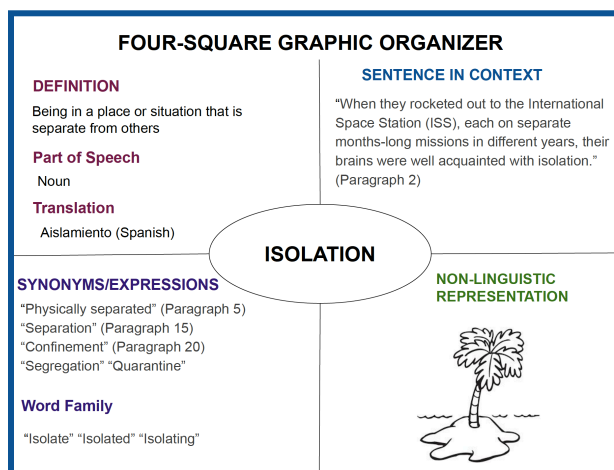 FOUR-SQUARE GRAPHIC ORGANIZER
DEFINITION
Being in a place or situation that is
separate from others
Part of Speech
Noun
Translation
Aislamiento (Spanish)
SENTENCE IN CONTEXT
“When they rocketed out to the International
Space Station (ISS), each on separate
months-long missions in different years, their
brains were well acquainted with isolation.”
(Paragraph 2)
ISOLATION
SYNONYMS/EXPRESSIONS
“Physically separated” (Paragraph 5)
“Separation” (Paragraph 15)
“Confinement” (Paragraph 20)
“Segregation” “Quarantine”
Word Family
“Isolate” “Isolated” “Isolating”
NON-LINGUISTIC
REPRESENTATION